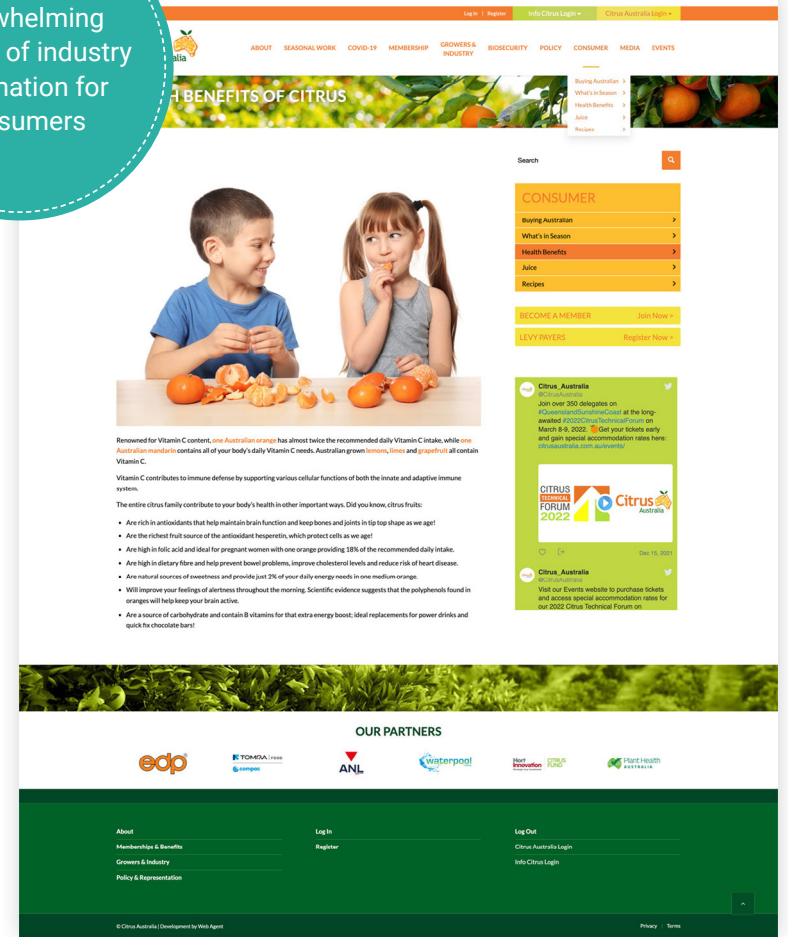 whelming
of industry
nation for
sumers
Log In | Register
Info Citrus Login
Citrus Australia Login
alia
ABOUT SEASONAL WORK COVID-19 MEMBERSHIP GROWERS & INDUSTRY BIOSECURITY POLICY CONSUMER MEDIA EVENTS
Buying Australian >
What's in Season >
Health Benefits >
Juice >
Recipes >
H BENEFITS OF CITRUS
Search
CONSUMER
Buying Australian >
What's in Season >
Health Benefits >
Juice >
Recipes >
BECOME A MEMBER Join Now >
LEVY PAYERS Register Now >
Citrus_Australia
@CitrusAustralia
Join over 350 delegates on
#QueenslandSunshineCoast at the long-
awaited #2022CitrusTechnicalForum on
March 8-9, 2022. 🍊Get your tickets early
and gain special accommodation rates here:
citrusaustralia.com.au/events/
CITRUS
TECHNICAL
FORUM
2022
Citrus
Australia
Dec 15, 2021
Citrus_Australia
@CitrusAustralia
Visit our Events website to purchase tickets
and access special accommodation rates for
our 2022 Citrus Technical Forum on
Renowned for Vitamin C content, one Australian orange has almost twice the recommended daily Vitamin C intake, while one
Australian mandarin contains all of your body's daily Vitamin C needs. Australian grown lemons, limes and grapefruit all contain
Vitamin C.
Vitamin C contributes to immune defense by supporting various cellular functions of both the innate and adaptive immune
system.
The entire citrus family contribute to your body's health in other important ways. Did you know, citrus fruits:
• Are rich in antioxidants that help maintain brain function and keep bones and joints in tip top shape as we age!
• Are the richest fruit source of the antioxidant hesperetin, which protect cells as we age!
• Are high in folic acid and ideal for pregnant women with one orange providing 18% of the recommended daily intake.
• Are high in dietary fibre and help prevent bowel problems, improve cholesterol levels and reduce risk of heart disease.
• Are natural sources of sweetness and provide just 2% of your daily energy needs in one medium orange.
• Will improve your feelings of alertness throughout the morning. Scientific evidence suggests that the polyphenols found in
oranges will help keep your brain active.
• Are a source of carbohydrate and contain B vitamins for that extra energy boost; ideal replacements for power drinks and
quick fix chocolate bars!
OUR PARTNERS
edp
TOMRA FOOD
compac
ANL
waterpool
Hort
Innovation
CITRUS
FUND
Plant Health
AUSTRALIA
About
Memberships & Benefits
Growers & Industry
Policy & Representation
Log In
Register
Log Out
Citrus Australia Login
Info Citrus Login
© Citrus Australia | Development by Web Agent
Privacy | Terms